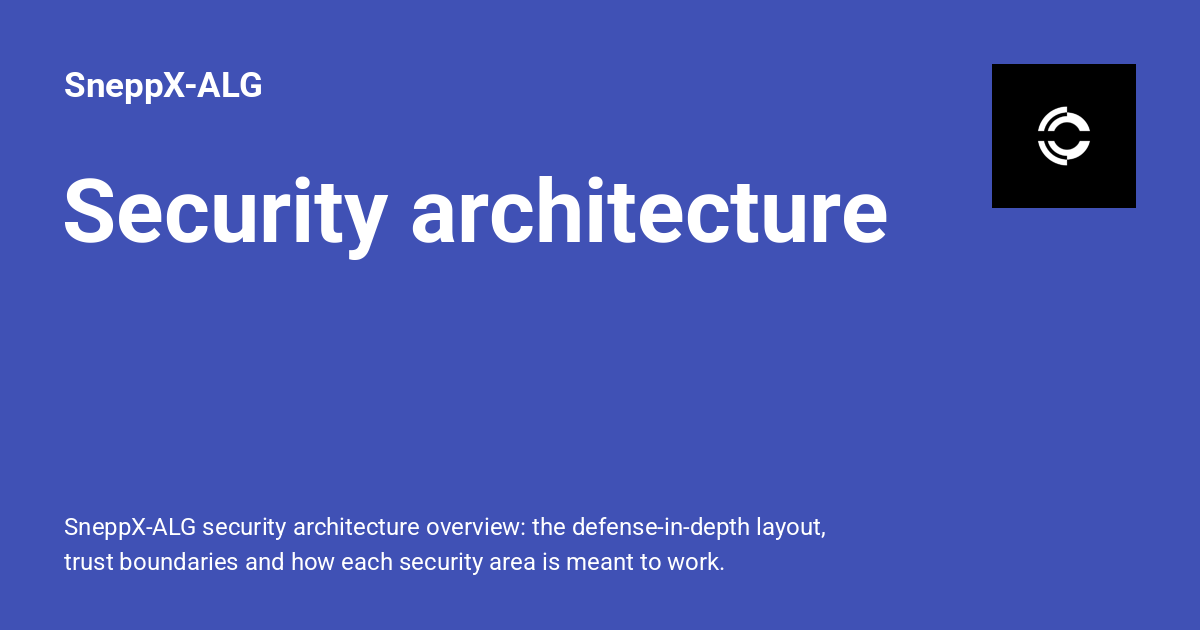 SneppX-ALG
Security architecture
SneppX-ALG security architecture overview: the defense-in-depth layout,
trust boundaries and how each security area is meant to work.